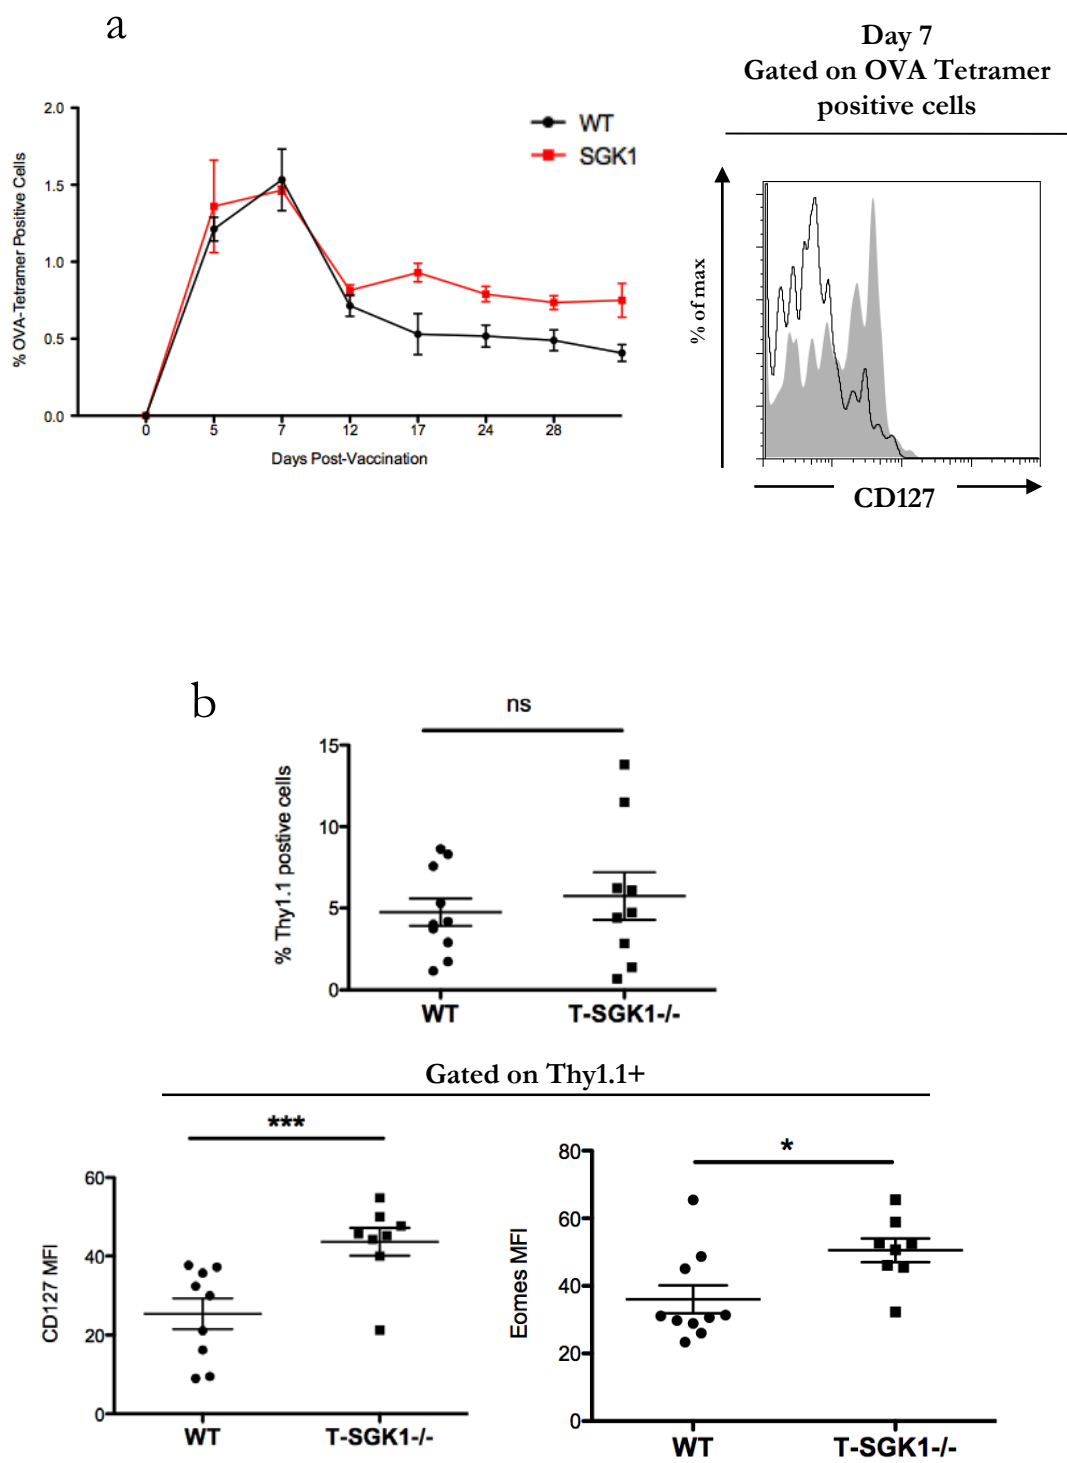 a
Day 7
Gated on OVA Tetramer
positive cells
2.0
1.5
1.0
0.5
0.0
% OVA-Tetramer Positive Cells
WT
SGK1
0 5 7 12 17 24 28
Days Post-Vaccination
% of max
CD127
b
ns
15
10
5
0
% Thy1.1 postive cells
WT T-SGK1-/-
Gated on Thy1.1+
***
60
40
20
0
CD127 MFI
WT T-SGK1-/-
*
80
60
40
20
0
Eomes MFI
WT T-SGK1-/-